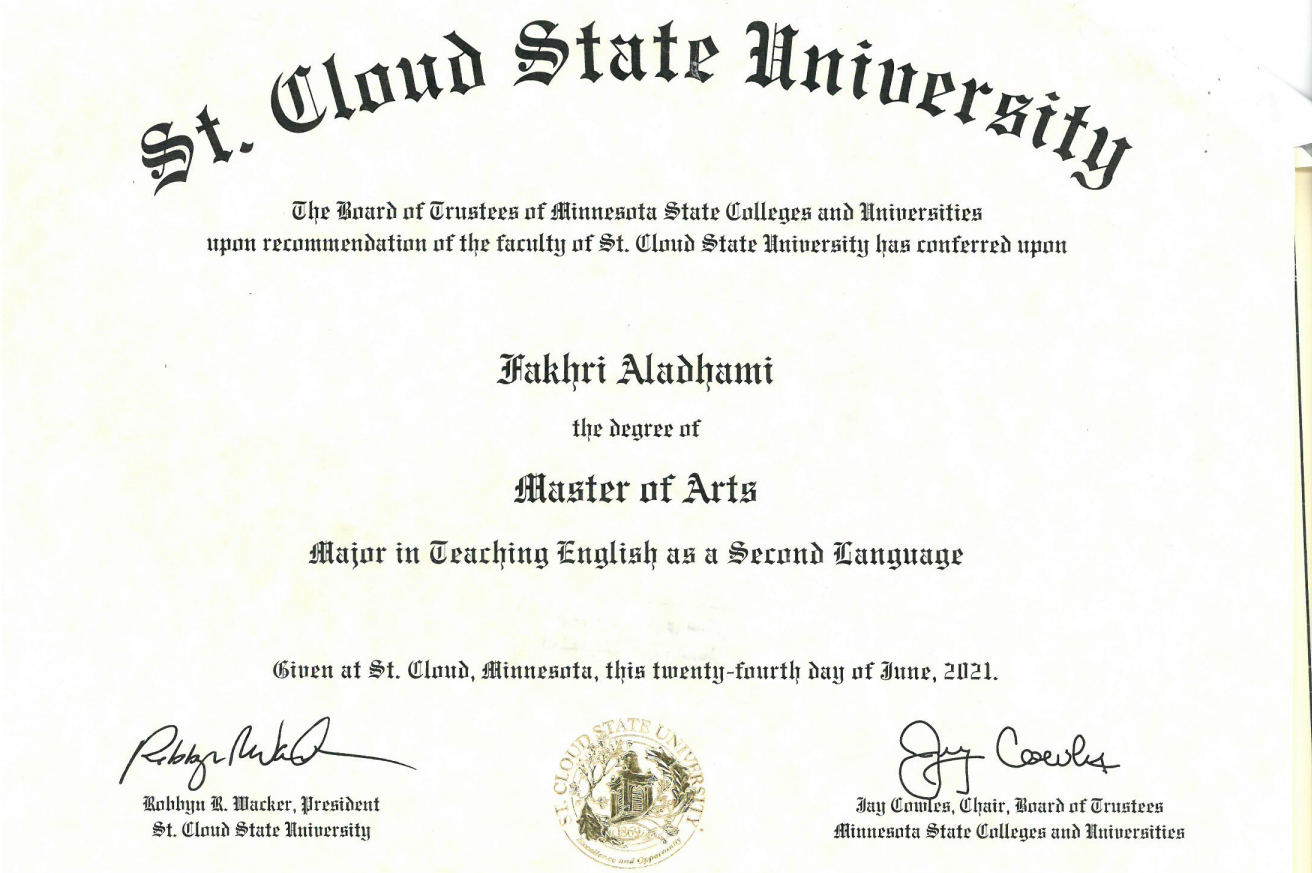 St. Cloud State University
The Board of Trustees of Minnesota State Colleges and Universities
upon recommendation of the faculty of St. Cloud State University has conferred upon
Fakhri Aladhami
the degree of
Master of Arts
Major in Teaching English as a Second Language
Given at St. Cloud, Minnesota, this twenty-fourth day of June, 2021.
Robbyn R. Wacker, President
St. Cloud State University
ST. CLOUD STATE UNIVERSITY
1869
Excellence and Opportunity
Jay Cowles
Jay Cowles, Chair, Board of Trustees
Minnesota State Colleges and Universities